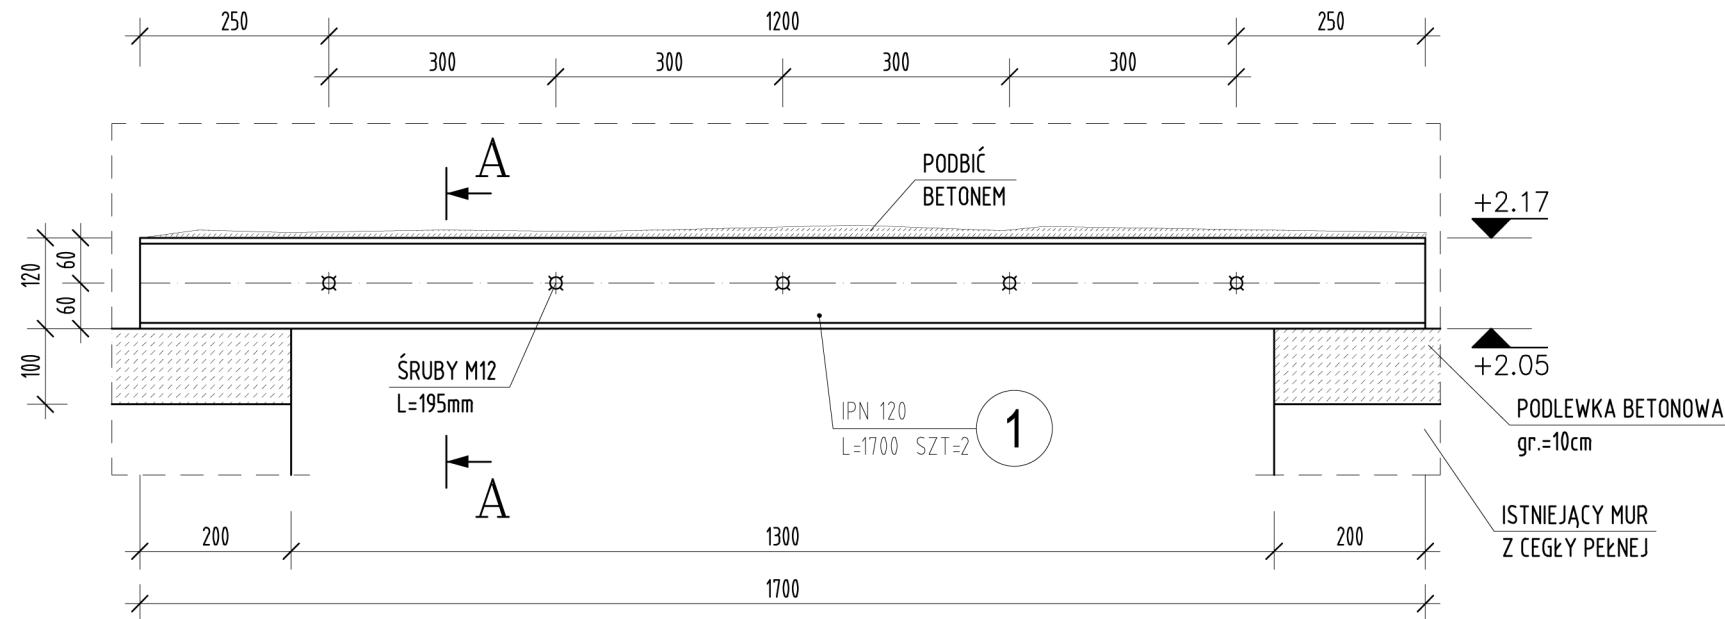 250
1200
250
300
300
300
300
A
PODBIĆ
BETONEM
+2.17
120
60
60
100
+2.05
ŚRUBY M12
L=195mm
IPN 120
L=1700 SZT=2
1
PODLEWKA BETONOWA
gr.=10cm
A
ISTNIEJĄCY MUR
Z CEGŁY PEŁNEJ
200
1300
200
1700